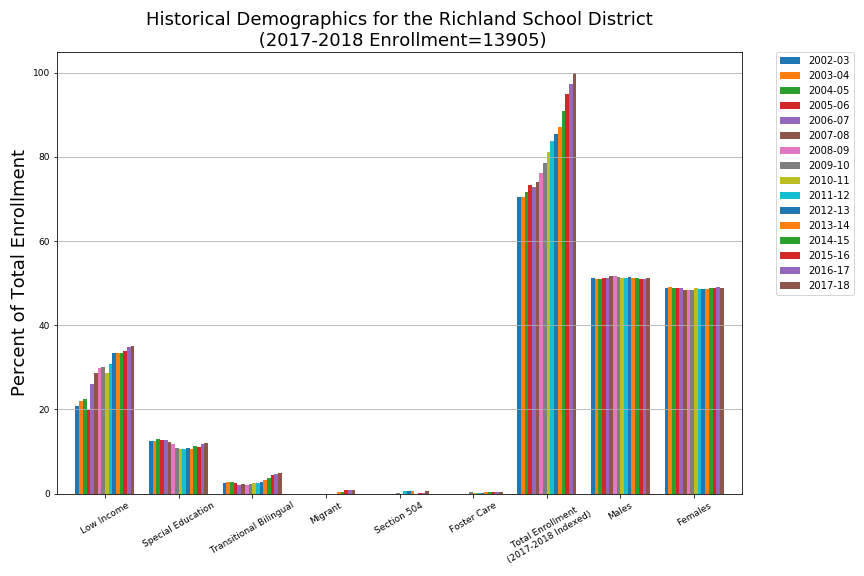 Historical Demographics for the Richland School District
(2017-2018 Enrollment=13905)
Percent of Total Enrollment
100
80
60
40
20
0
Low Income
Special Education
Transitional Bilingual
Migrant
Section 504
Foster Care
Total Enrollment
(2017-2018 Indexed)
Males
Females
2002-03
2003-04
2004-05
2005-06
2006-07
2007-08
2008-09
2009-10
2010-11
2011-12
2012-13
2013-14
2014-15
2015-16
2016-17
2017-18